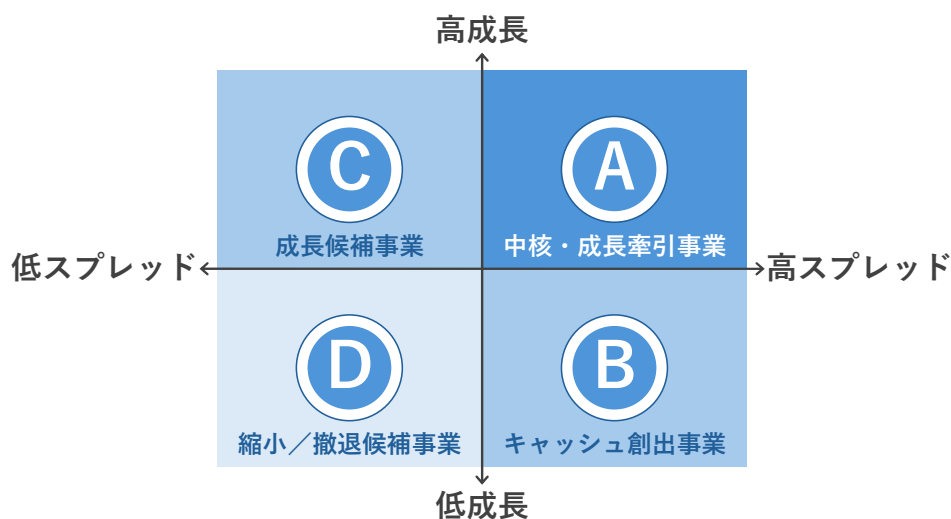 高成長
C
A
成長候補事業
中核・成長牽引事業
低スプレッド
高スプレッド
D
B
縮小／撤退候補事業
キャッシュ創出事業
低成長